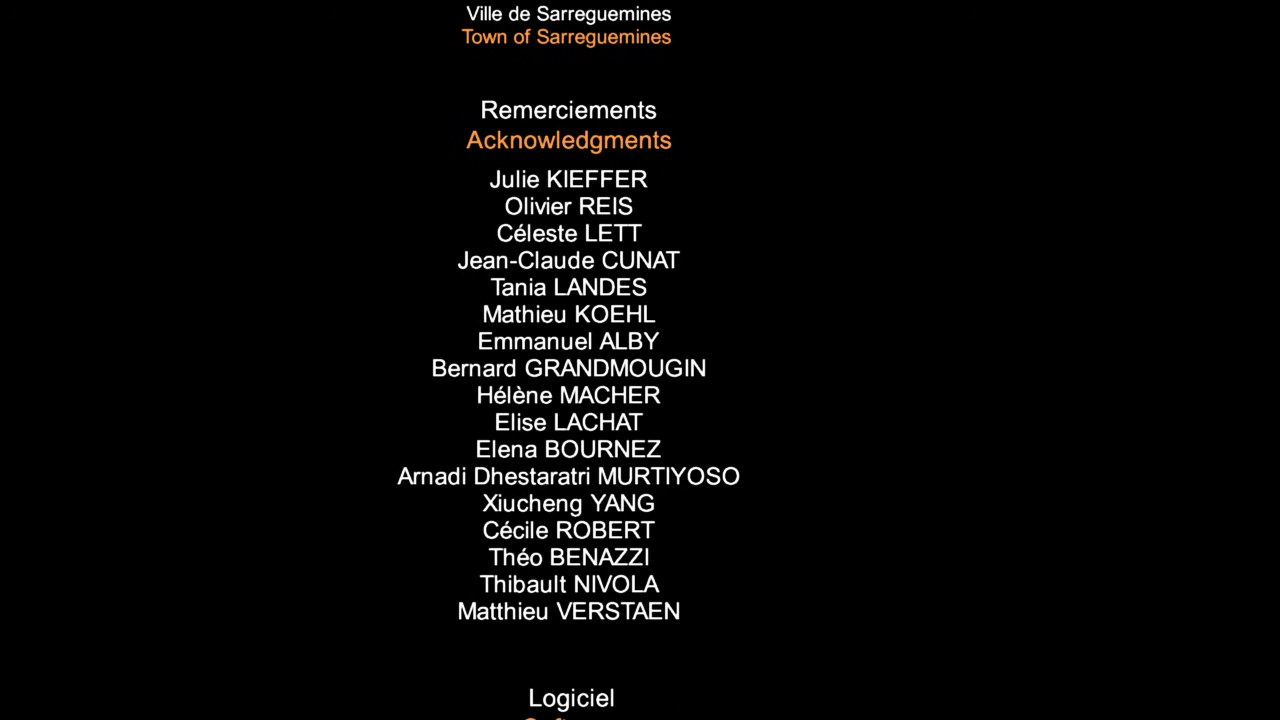 Ville de Sarreguemines
Town of Sarreguemines
Remerciements
Acknowledgments
Julie KIEFFER
Olivier REIS
Céleste LETT
Jean-Claude CUNAT
Tania LANDES
Mathieu KOEHL
Emmanuel ALBY
Bernard GRANDMOUGIN
Hélène MACHER
Elise LACHAT
Elena BOURNEZ
Arnadi Dhestaratri MURTIYOSO
Xiucheng YANG
Cécile ROBERT
Théo BENAZZI
Thibault NIVOLA
Matthieu VERSTAEN
Logiciel